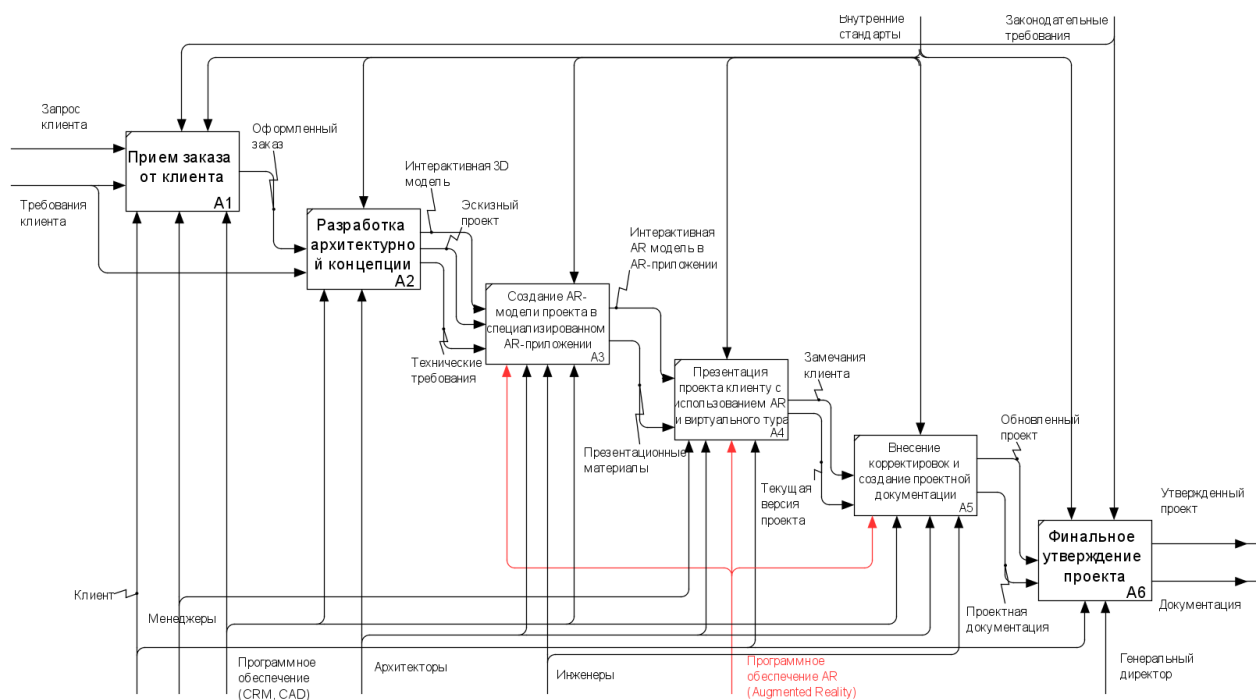 Внутренние
стандарты
Законодательные
требования
Запрос
клиента
Требования
клиента
Прием заказа
от клиента
A1
Оформленный
заказ
Разработка
архитектурно
й концепции
A2
Интерактивная 3D
модель
Эскизный
проект
Технические
требования
Создание AR-
модели проекта в
специализированном
AR-приложении
A3
Интерактивная
AR модель в
AR-приложении
Презентационные
материалы
Презентация
проекта клиенту с
использованием AR
и виртуального тура
A4
Замечания
клиента
Текущая
версия
проекта
Внесение
корректировок и
создание проектной
документации
A5
Обновленный
проект
Проектная
документация
Финальное
утверждение
проекта
A6
Утвержденный
проект
Документация
Клиент
Менеджеры
Программное
обеспечение
(CRM, CAD)
Архитекторы
Инженеры
Программное
обеспечение AR
(Augmented Reality)
Генеральный
директор